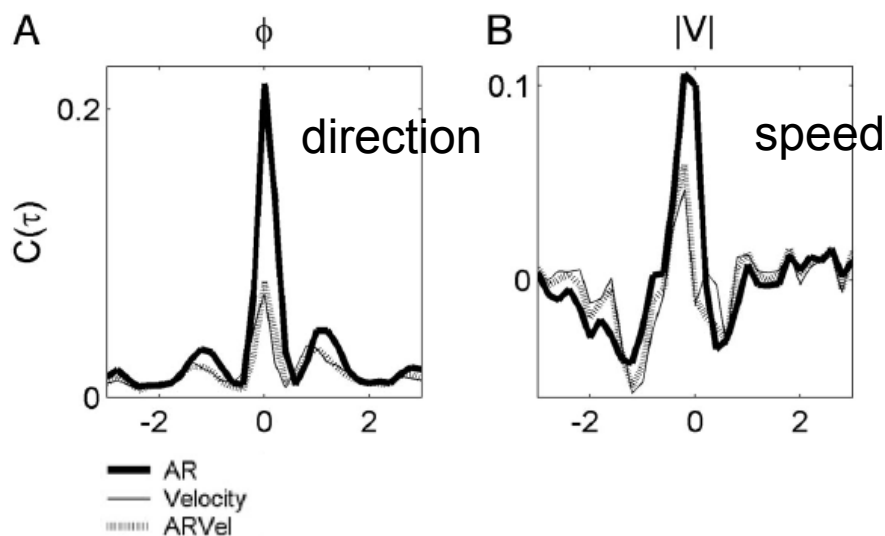 A
ϕ
0.2
direction
C(τ)
0
-2 0 2
B
|V|
0.1
speed
0
-2 0 2
AR
Velocity
ARVel